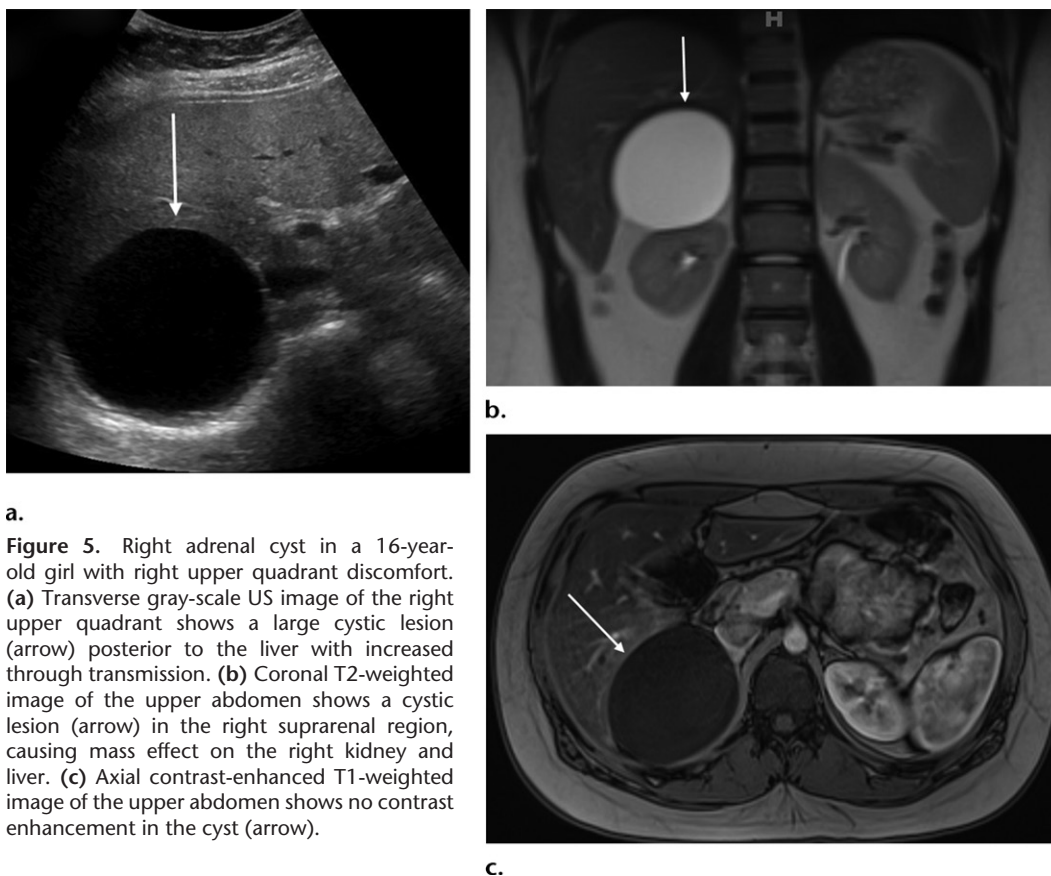 H
b.
a.
Figure 5. Right adrenal cyst in a 16-year-
old girl with right upper quadrant discomfort.
(a) Transverse gray-scale US image of the right
upper quadrant shows a large cystic lesion
(arrow) posterior to the liver with increased
through transmission. (b) Coronal T2-weighted
image of the upper abdomen shows a cystic
lesion (arrow) in the right suprarenal region,
causing mass effect on the right kidney and
liver. (c) Axial contrast-enhanced T1-weighted
image of the upper abdomen shows no contrast
enhancement in the cyst (arrow).
c.